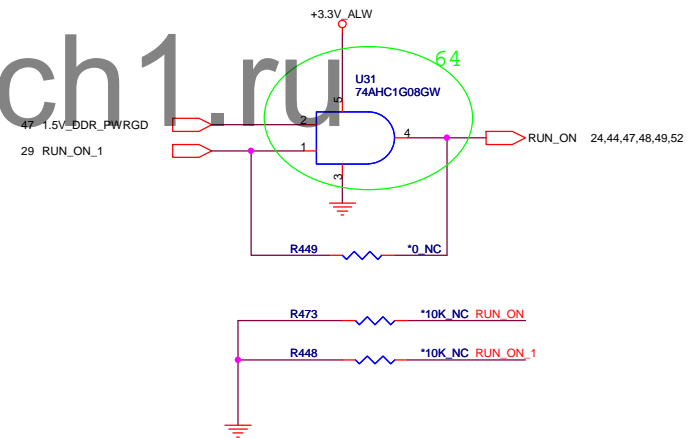 +3.3V_ALW
ch1.ru
64
U31
74AHC1G08GW
5
47 1.5V_DDR_PWRGD 2
4 RUN_ON 24,44,47,48,49,52
29 RUN_ON_1 1
3
R449 *0_NC
R473 *10K_NC RUN_ON
R448 *10K_NC RUN_ON_1